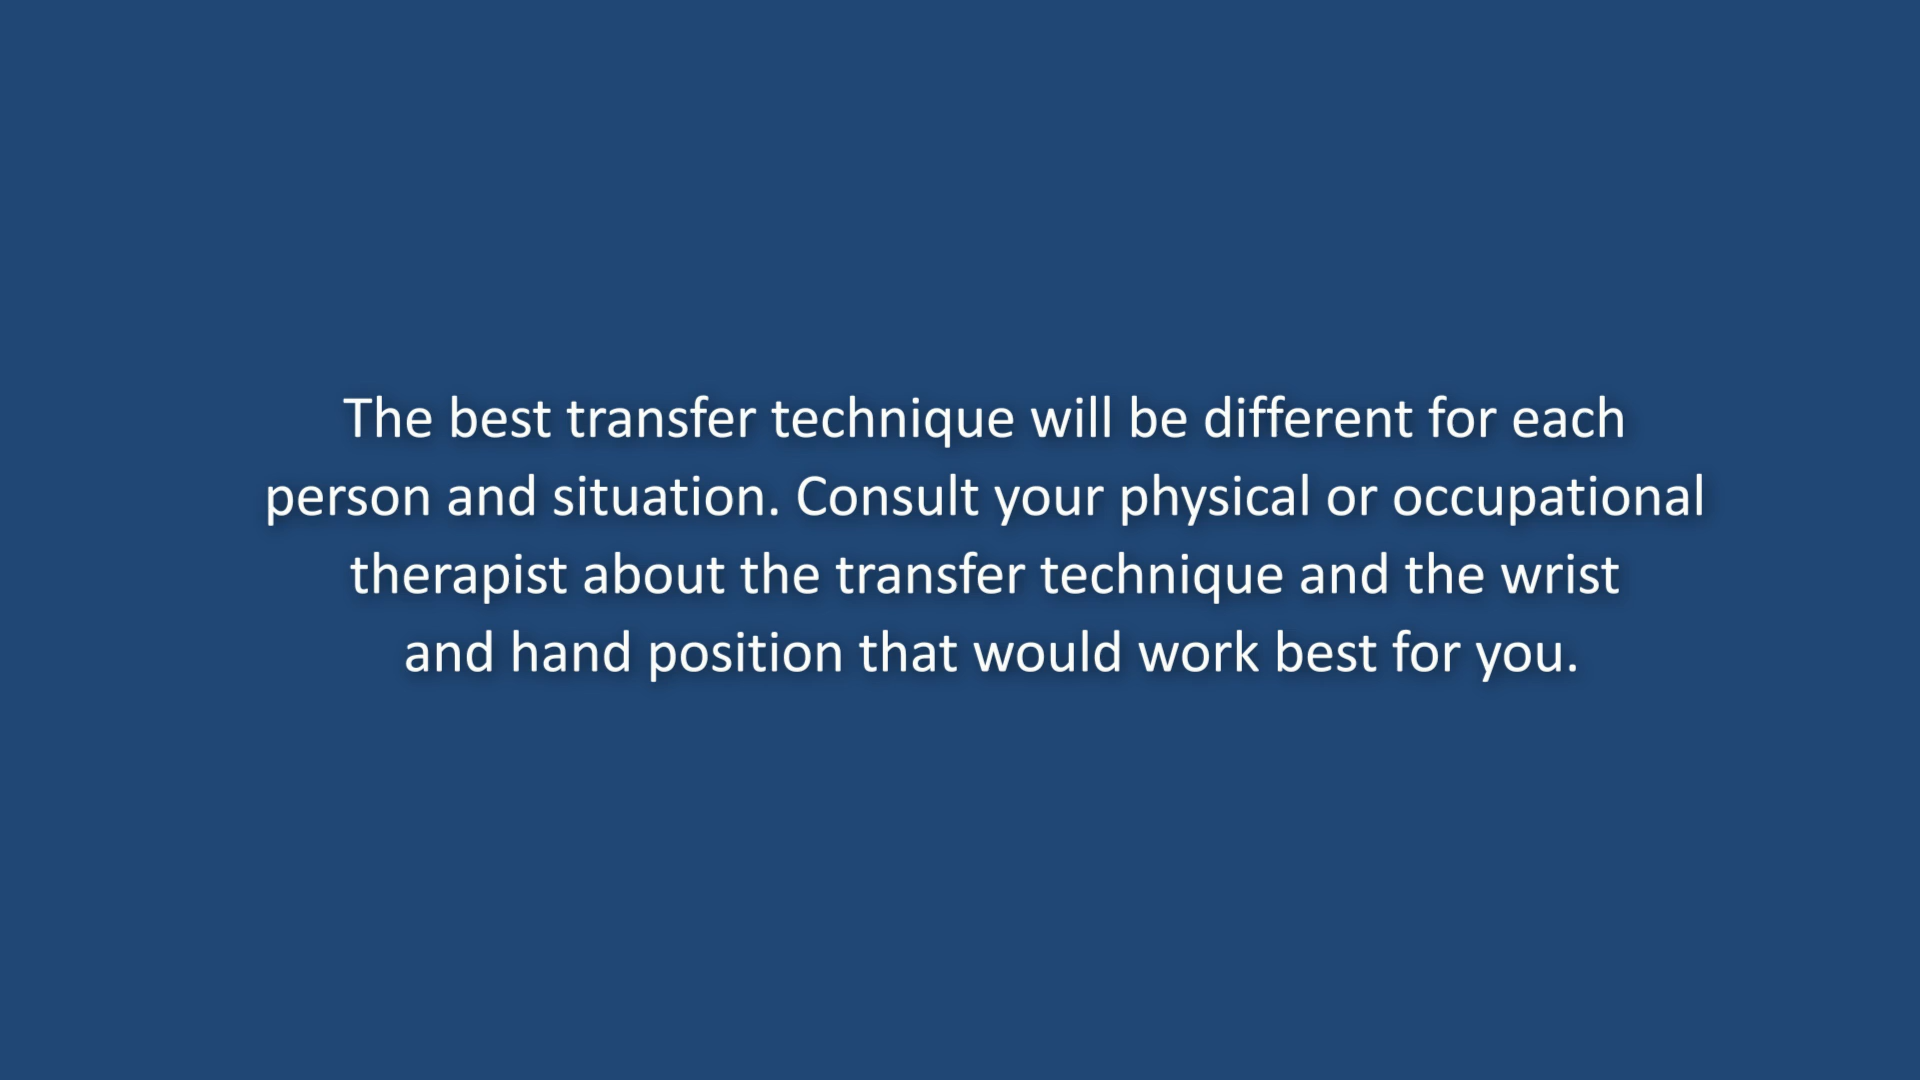 The best transfer technique will be different for each
person and situation. Consult your physical or occupational
therapist about the transfer technique and the wrist
and hand position that would work best for you.